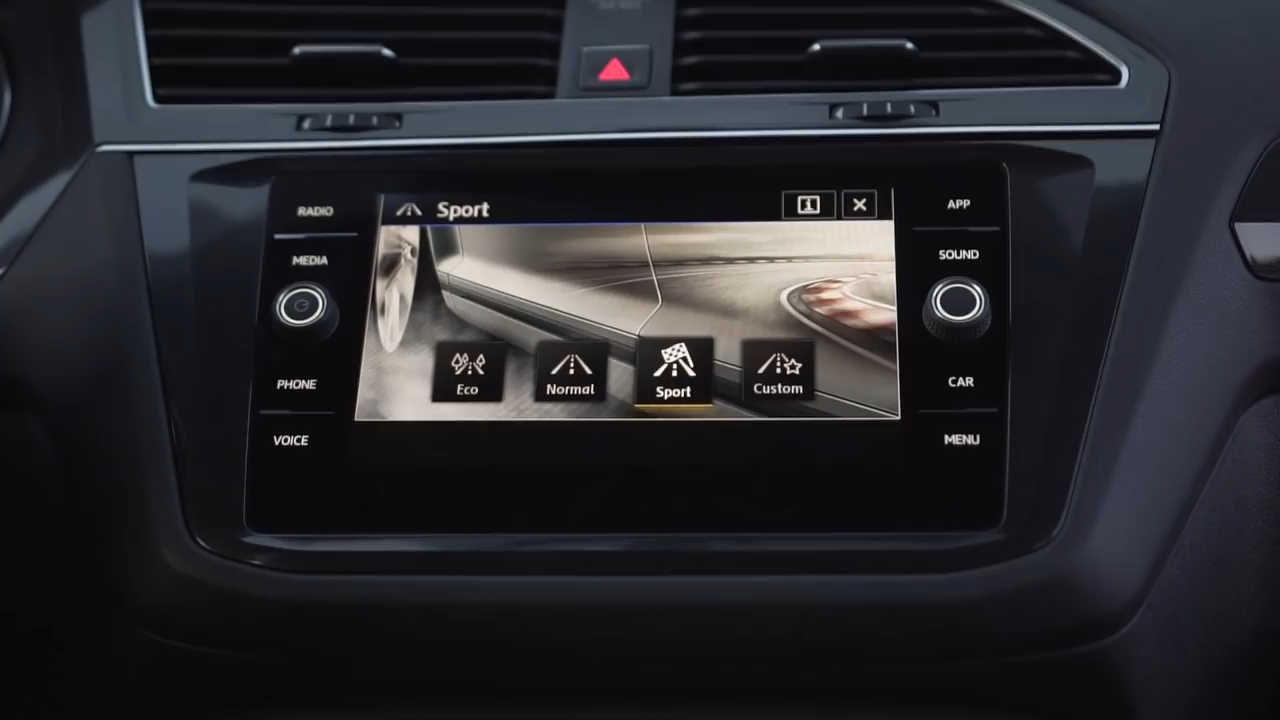 RADIO
MEDIA
PHONE
VOICE
Sport
Eco
Normal
Sport
Custom
APP
SOUND
CAR
MENU